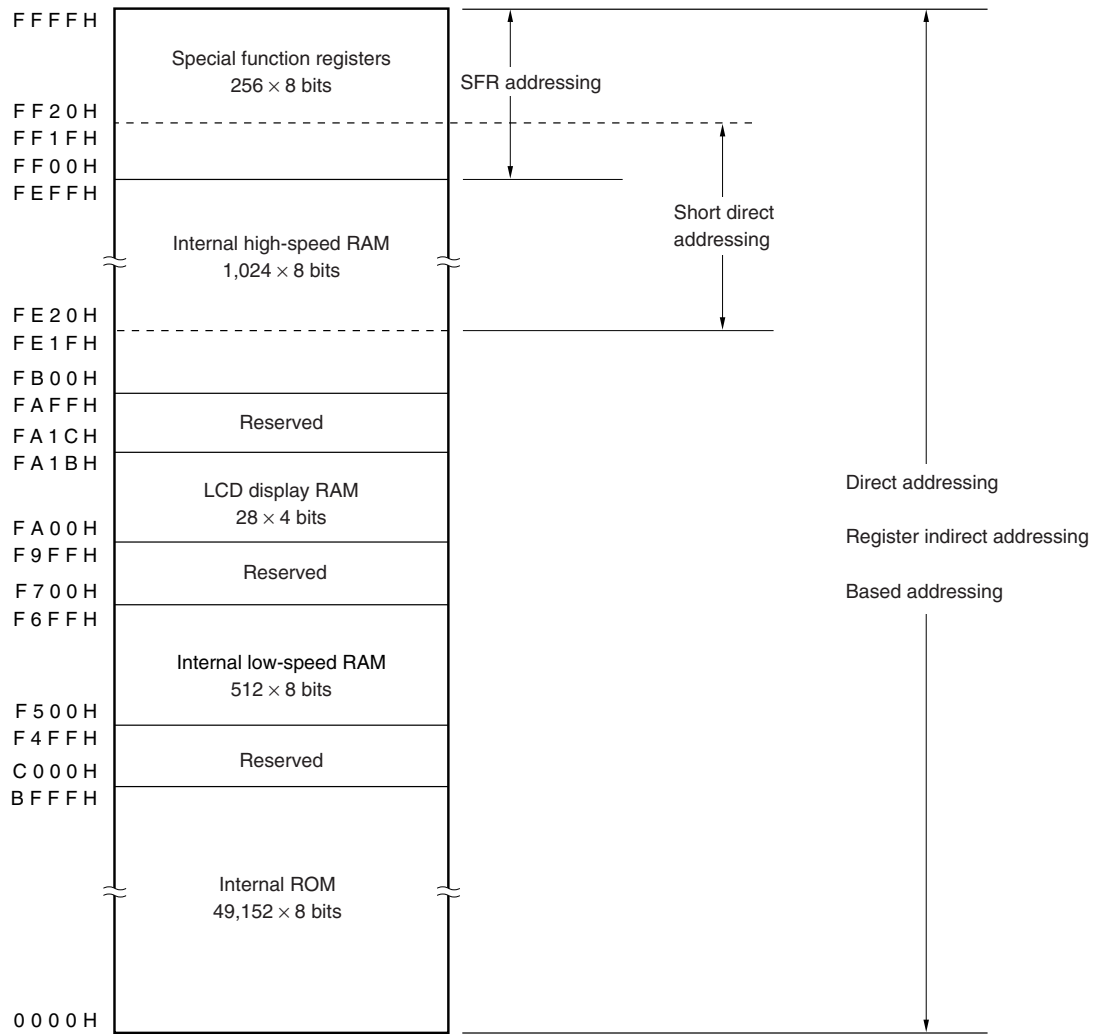 FFFFH
Special function registers
256 × 8 bits
SFR addressing
FF20H
FF1FH
FF00H
FEFFH
Short direct
addressing
Internal high-speed RAM
1,024 × 8 bits
FE20H
FE1FH
FB00H
FAFFH
Reserved
FA1CH
FA1BH
LCD display RAM
28 × 4 bits
Direct addressing
FA00H
F9FFH
Register indirect addressing
Reserved
F700H
Based addressing
F6FFH
Internal low-speed RAM
512 × 8 bits
F500H
F4FFH
Reserved
C000H
BFFFH
Internal ROM
49,152 × 8 bits
0000H